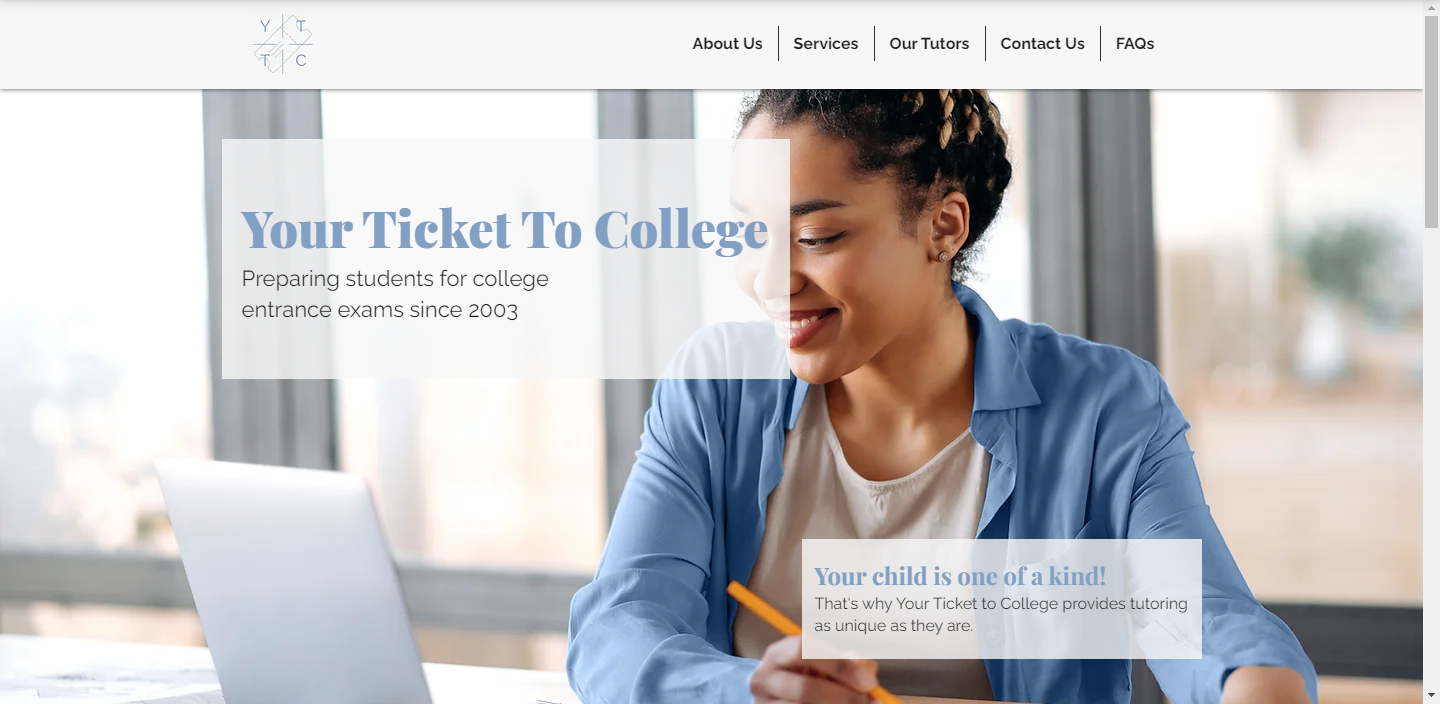 Y T
T C
About Us
Services
Our Tutors
Contact Us
FAQs
Your Ticket To College
Preparing students for college
entrance exams since 2003
Your child is one of a kind!
That's why Your Ticket to College provides tutoring
as unique as they are.